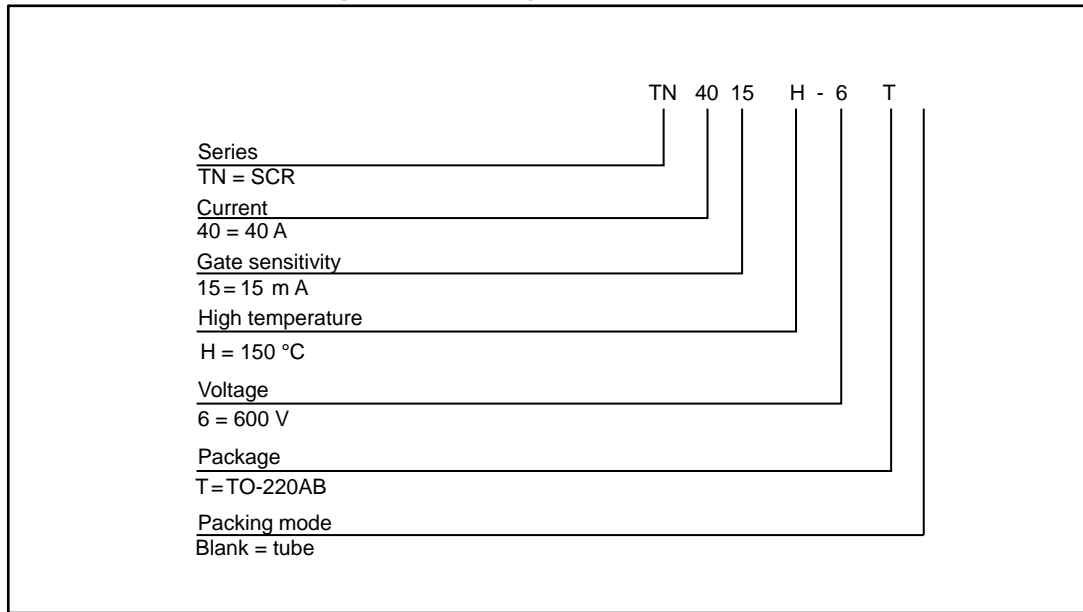 TN 40 15 H - 6 T
Series
TN = SCR
Current
40 = 40 A
Gate sensitivity
15 = 15 m A
High temperature
H = 150 °C
Voltage
6 = 600 V
Package
T = TO-220AB
Packing mode
Blank = tube